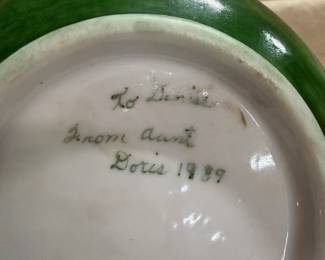 To Denise
From Aunt
Doris 1989